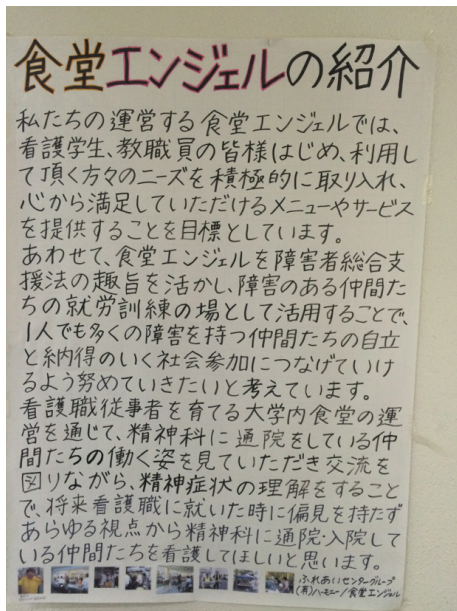 食堂エンジェルの紹介
私たちの運営する食堂エンジェルでは、
看護学生、教職員の皆様はじめ、利用し
て頂く方々のニーズを積極的に取り入れ、
心から満足していただけるメニューやサービス
を提供することを目標としています。
あわせて、食堂エンジェルを障害者総合支
援法の趣旨を活かし、障害のある仲間た
ちの就労訓練の場として活用することで、
1人でも多くの障害を持つ仲間たちの自立
と納得のいく社会参加につなげていけ
るよう努めていきたいと考えています。
看護職従事者を育てる大学内食堂の運
営を通じて、精神科に通院をしている仲
間たちの働く姿を見ていただき交流を
図りながら、精神症状の理解をすること
で、将来看護職に就いた時に偏見を持たず
あらゆる視点から精神科に通院・入院して
いる仲間たちを看護してほしいと思います。
ふれあいセンターグループ
(有)ハーモニー/食堂エンジェル